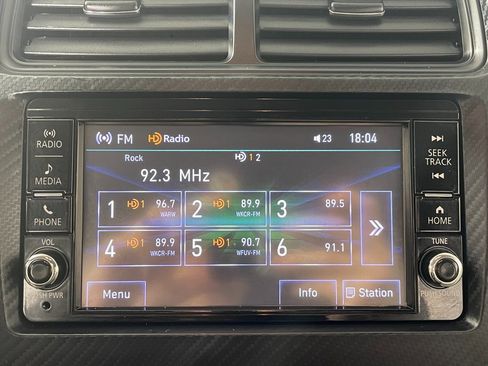 FM HD Radio 23 18:04
Rock HD 1 2
92.3 MHz
1 HD 1 96.7 WARW
2 HD 1 89.9 WKCR-FM
3 89.5
4 HD 1 89.9 WKCR-FM
5 HD 1 90.7 WFUV-FM
6 91.1
Menu Info Station
RADIO
MEDIA
PHONE
VOL
PUSH PWR
SEEK
TRACK
HOME
TUNE
PUSH SOUND